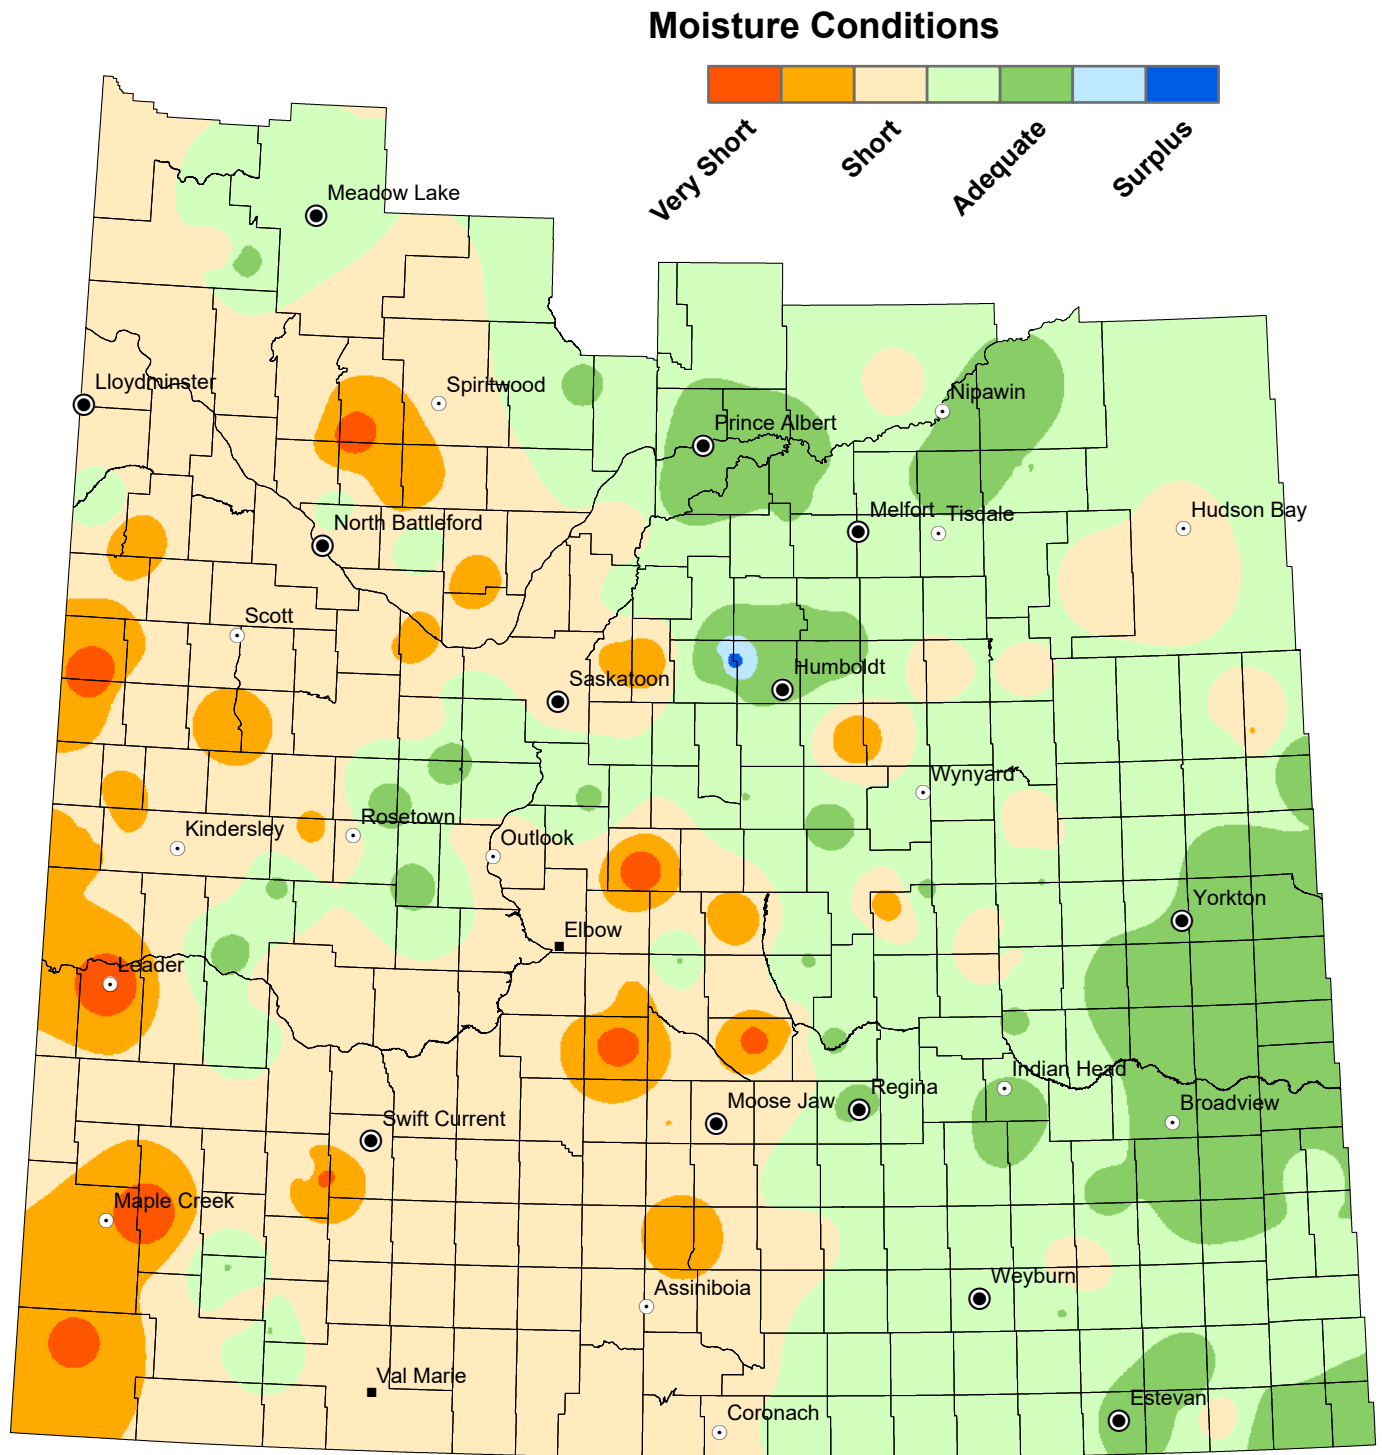 Moisture Conditions
Very Short
Short
Adequate
Surplus
Meadow Lake
Lloydminster
Spiritwood
Nipawin
Prince Albert
North Battleford
Melfort
Tisdale
Hudson Bay
Scott
Saskatoon
Humboldt
Wynyard
Kindersley
Rosetown
Outlook
Yorkton
Elbow
Leader
Indian Head
Regina
Moose Jaw
Broadview
Swift Current
Maple Creek
Weyburn
Assiniboia
Val Marie
Estevan
Coronach